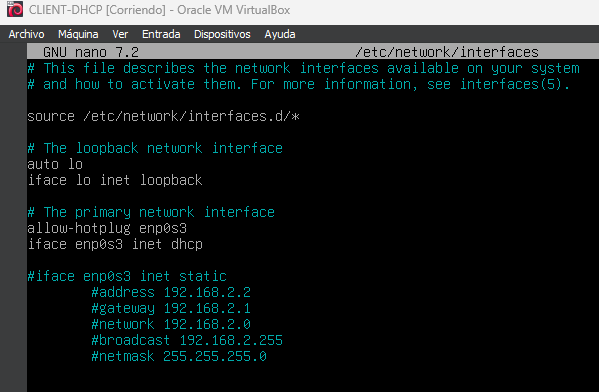 CLIENT-DHCP [Corriendo] - Oracle VM VirtualBox
Archivo Máquina Ver Entrada Dispositivos Ayuda
GNU nano 7.2 /etc/network/interfaces
# This file describes the network interfaces available on your system
# and how to activate them. For more information, see interfaces(5).
source /etc/network/interfaces.d/*
# The loopback network interface
auto lo
iface lo inet loopback
# The primary network interface
allow-hotplug enp0s3
iface enp0s3 inet dhcp
#iface enp0s3 inet static
#address 192.168.2.2
#gateway 192.168.2.1
#network 192.168.2.0
#broadcast 192.168.2.255
#netmask 255.255.255.0